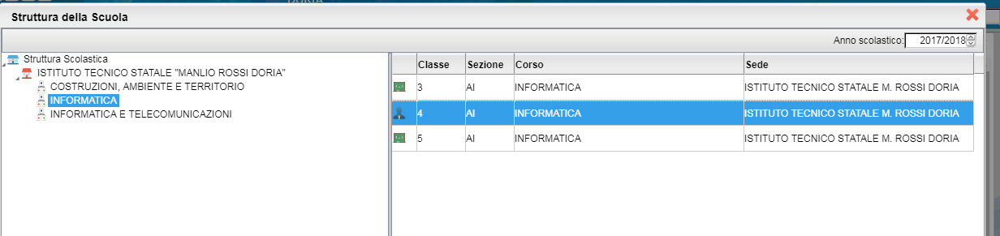 DORIA
Struttura della Scuola
Anno scolastico: 2017/2018
Struttura Scolastica
ISTITUTO TECNICO STATALE "MANLIO ROSSI DORIA"
COSTRUZIONI, AMBIENTE E TERRITORIO
INFORMATICA
INFORMATICA E TELECOMUNICAZIONI
Classe Sezione Corso Sede
3 AI INFORMATICA ISTITUTO TECNICO STATALE M. ROSSI DORIA
4 AI INFORMATICA ISTITUTO TECNICO STATALE M. ROSSI DORIA
5 AI INFORMATICA ISTITUTO TECNICO STATALE M. ROSSI DORIA